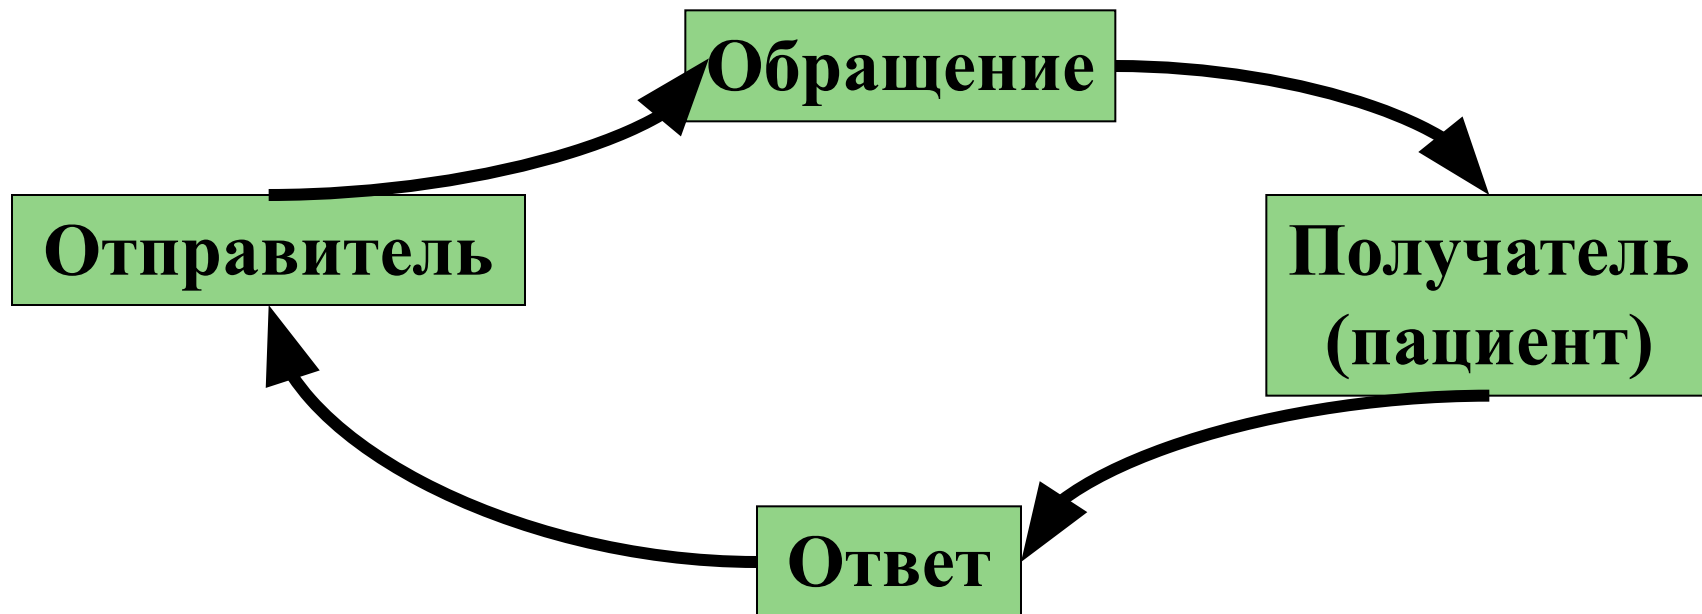 Обращение
Отправитель
Получатель
(пациент)
Ответ